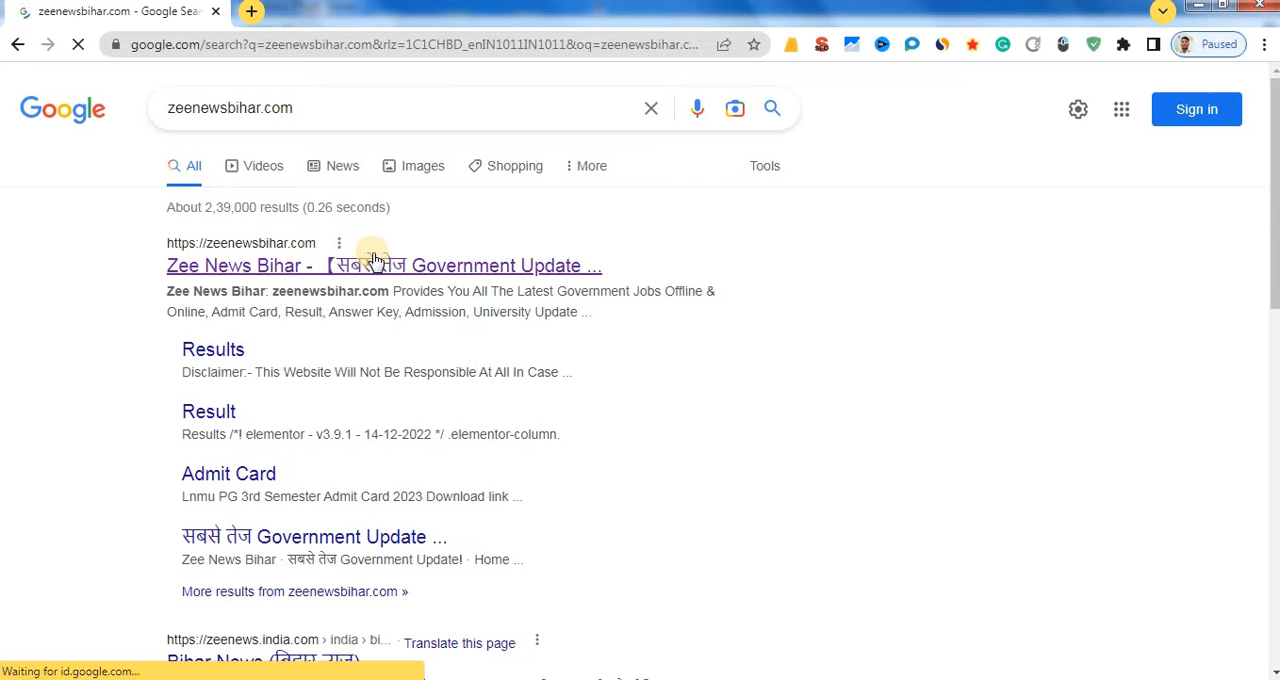 zeenewsbihar.com - Google Sear
google.com/search?q=zeenewsbihar.com&rlz=1C1CHBD_enIN1011IN1011&oq=zeenewsbihar.c...
Paused
Google
zeenewsbihar.com
Sign in
All
Videos
News
Images
Shopping
More
Tools
About 2,39,000 results (0.26 seconds)
https://zeenewsbihar.com
Zee News Bihar - 【सबसे तेज Government Update ...
Zee News Bihar: zeenewsbihar.com Provides You All The Latest Government Jobs Offline &
Online, Admit Card, Result, Answer Key, Admission, University Update ...
Results
Disclaimer:- This Website Will Not Be Responsible At All In Case ...
Result
Results /*! elementor - v3.9.1 - 14-12-2022 */ .elementor-column.
Admit Card
Lnmu PG 3rd Semester Admit Card 2023 Download link ...
सबसे तेज Government Update ...
Zee News Bihar · सबसे तेज Government Update! · Home ...
More results from zeenewsbihar.com »
https://zeenews.india.com › india › bi... · Translate this page
Bihar News (बिहार न्यूज़)
Waiting for id.google.com...